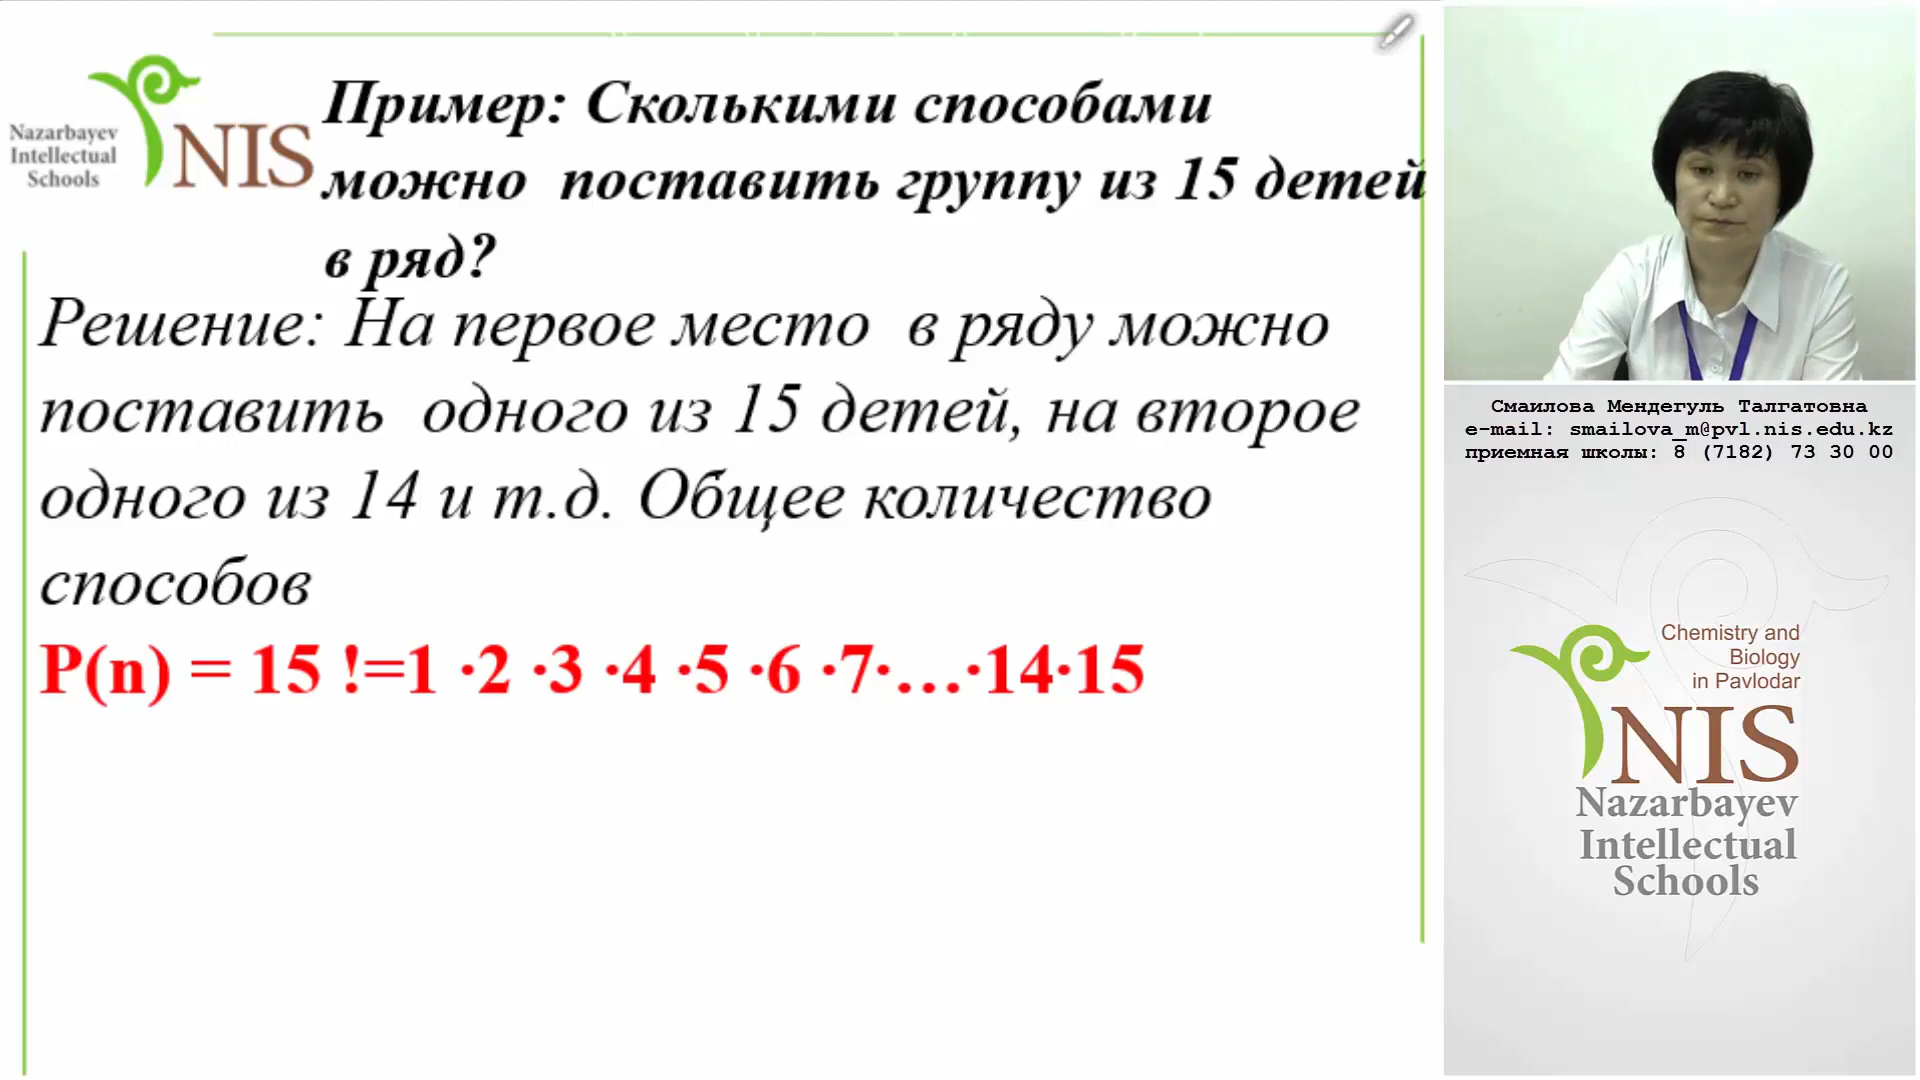 Nazarbayev
Intellectual
Schools
NIS
Пример: Сколькими способами
можно поставить группу из 15 детей
в ряд?
Решение: На первое место в ряду можно
поставить одного из 15 детей, на второе
одного из 14 и т.д. Общее количество
способов
P(n) = 15 !=1 ·2 ·3 ·4 ·5 ·6 ·7·…·14·15
Смаилова Мендегуль Талгатовна
e-mail: smailova_m@pvl.nis.edu.kz
приемная школы: 8 (7182) 73 30 00
Chemistry and
Biology
in Pavlodar
NIS
Nazarbayev
Intellectual
Schools